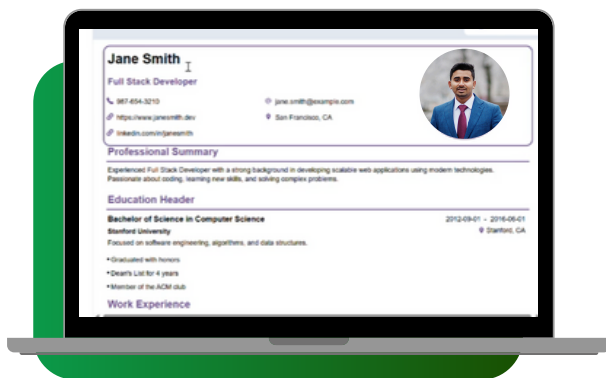 Jane Smith
Full Stack Developer
987-654-3210
jane.smith@example.com
https://www.janesmith.dev
San Francisco, CA
linkedin.com/in/janesmith
Professional Summary
Experienced Full Stack Developer with a strong background in developing scalable web applications using modern technologies.
Passionate about coding, learning new skills, and solving complex problems.
Education Header
Bachelor of Science in Computer Science
2012-09-01 - 2016-06-01
Stanford University
Stanford, CA
Focused on software engineering, algorithms, and data structures.
•Graduated with honors
•Dean's List for 4 years
•Member of the ACM club
Work Experience